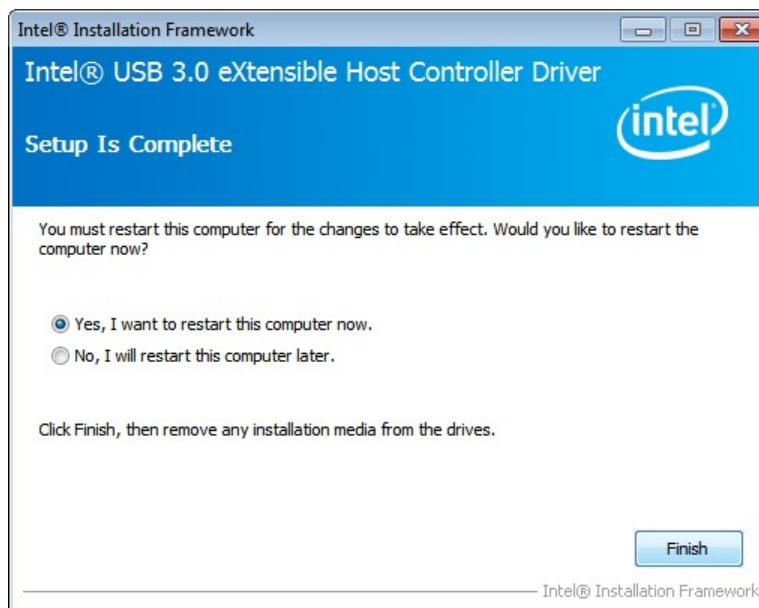 Intel® Installation Framework
Intel® USB 3.0 eXtensible Host Controller Driver
intel®
Setup Is Complete
You must restart this computer for the changes to take effect. Would you like to restart the
computer now?
Yes, I want to restart this computer now.
No, I will restart this computer later.
Click Finish, then remove any installation media from the drives.
Finish
Intel® Installation Framework